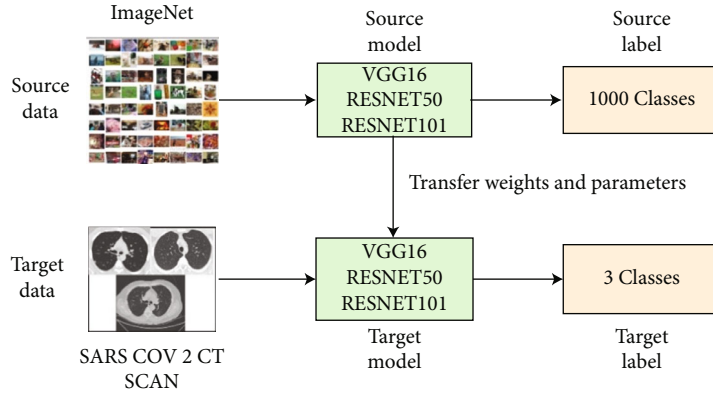 ImageNet
Source
data
Source
model
VGG16
RESNET50
RESNET101
Source
label
1000 Classes
Transfer weights and parameters
Target
data
SARS COV 2 CT
SCAN
VGG16
RESNET50
RESNET101
Target
model
3 Classes
Target
label